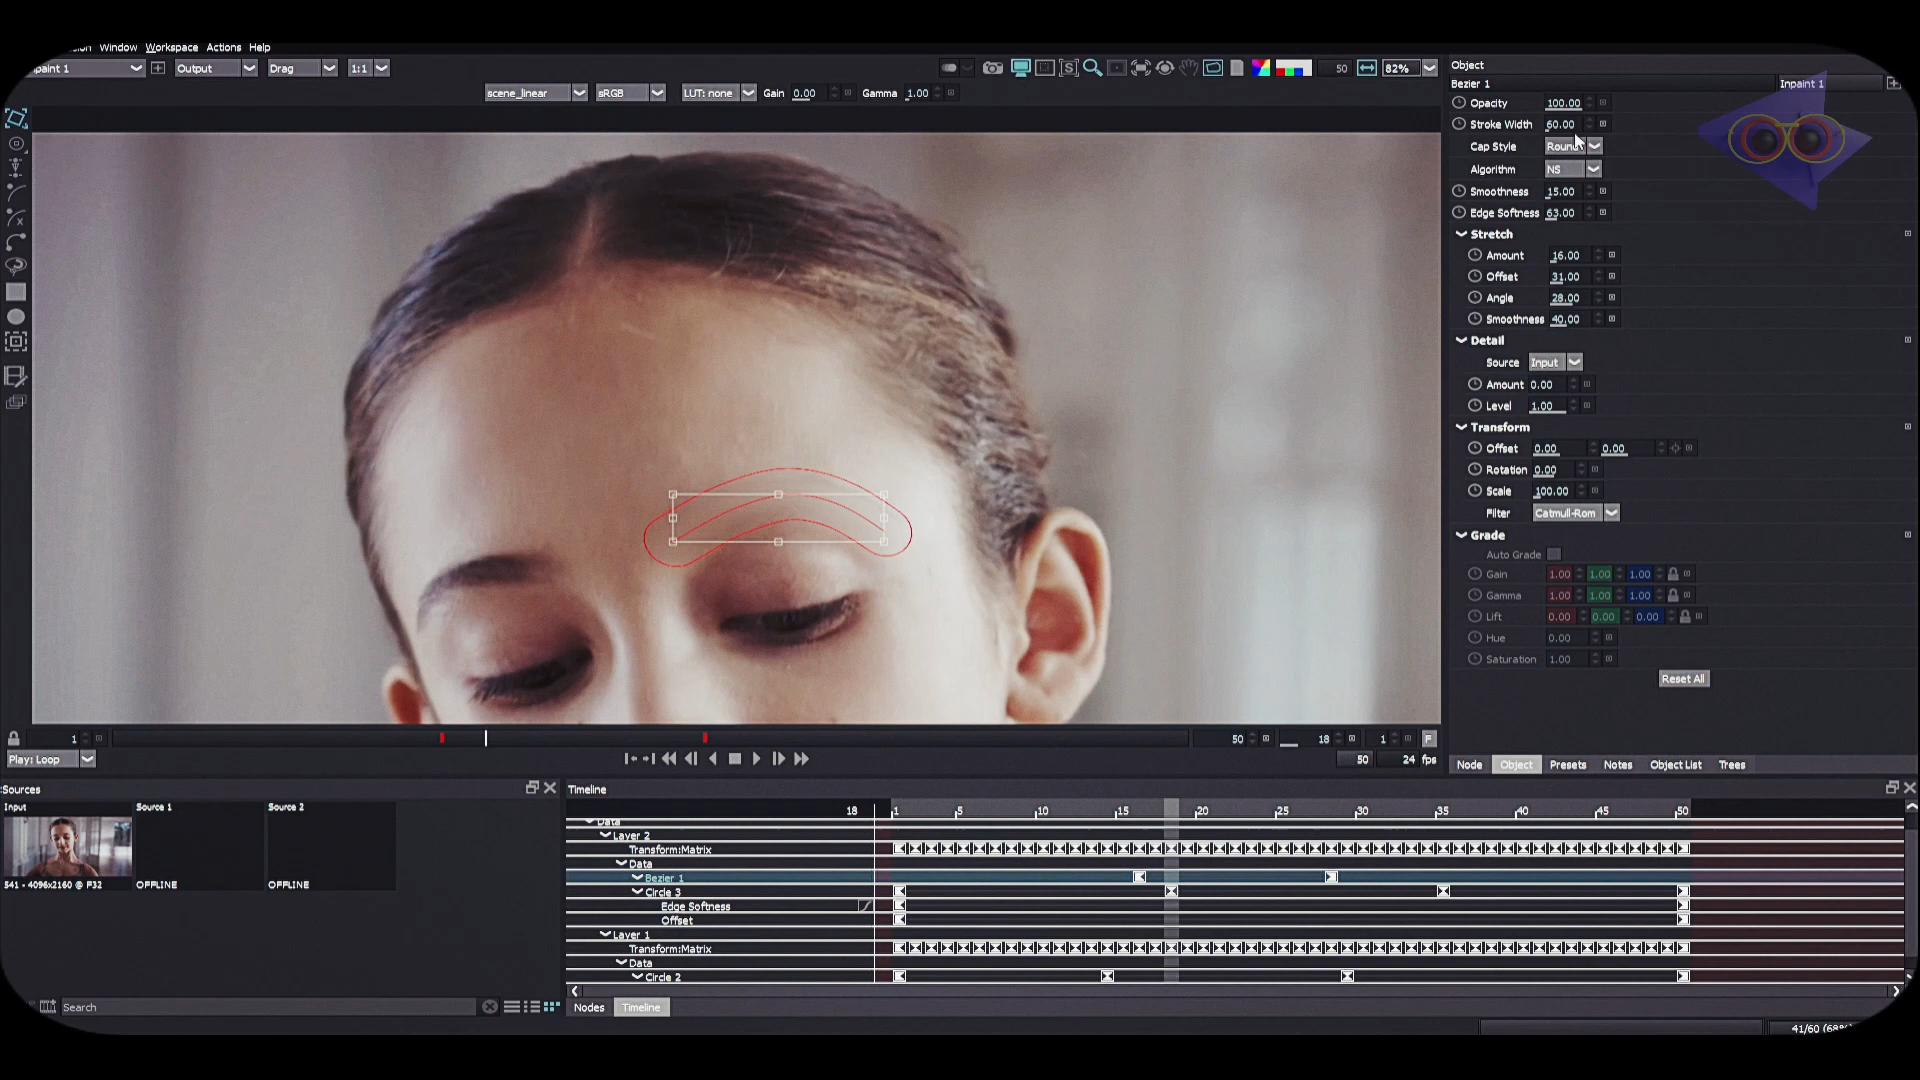 Window Workspace Actions Help
paint 1 Output Drag 1:1 50 82%
scene_linear sRGB LUT: none Gain 0.00 Gamma 1.00
Object
Bezier 1 Inpaint 1
Opacity 100.00
Stroke Width 60.00
Cap Style Round
Algorithm NS
Smoothness 15.00
Edge Softness 63.00
Stretch
Amount 16.00
Offset 31.00
Angle 28.00
Smoothness 40.00
Detail
Source Input
Amount 0.00
Level 1.00
Transform
Offset 0.00 0.00
Rotation 0.00
Scale 100.00
Filter Catmull-Rom
Grade
Auto Grade
Gain 1.00 1.00 1.00
Gamma 1.00 1.00 1.00
Lift 0.00 0.00 0.00
Hue 0.00
Saturation 1.00
Reset All
1 50 18 1 F
Play: Loop 50 24 fps
Node Object Presets Notes Object List Trees
Sources
Input Source 1 Source 2
541 - 4096x2160 @ F32 OFFLINE OFFLINE
Search
Timeline
18 1 5 10 15 20 25 30 35 40 45 50
Data
Layer 2
Transform:Matrix
Data
Bezier 1
Circle 3
Edge Softness
Offset
Layer 1
Transform:Matrix
Data
Circle 2
Nodes Timeline
41/60 (68%